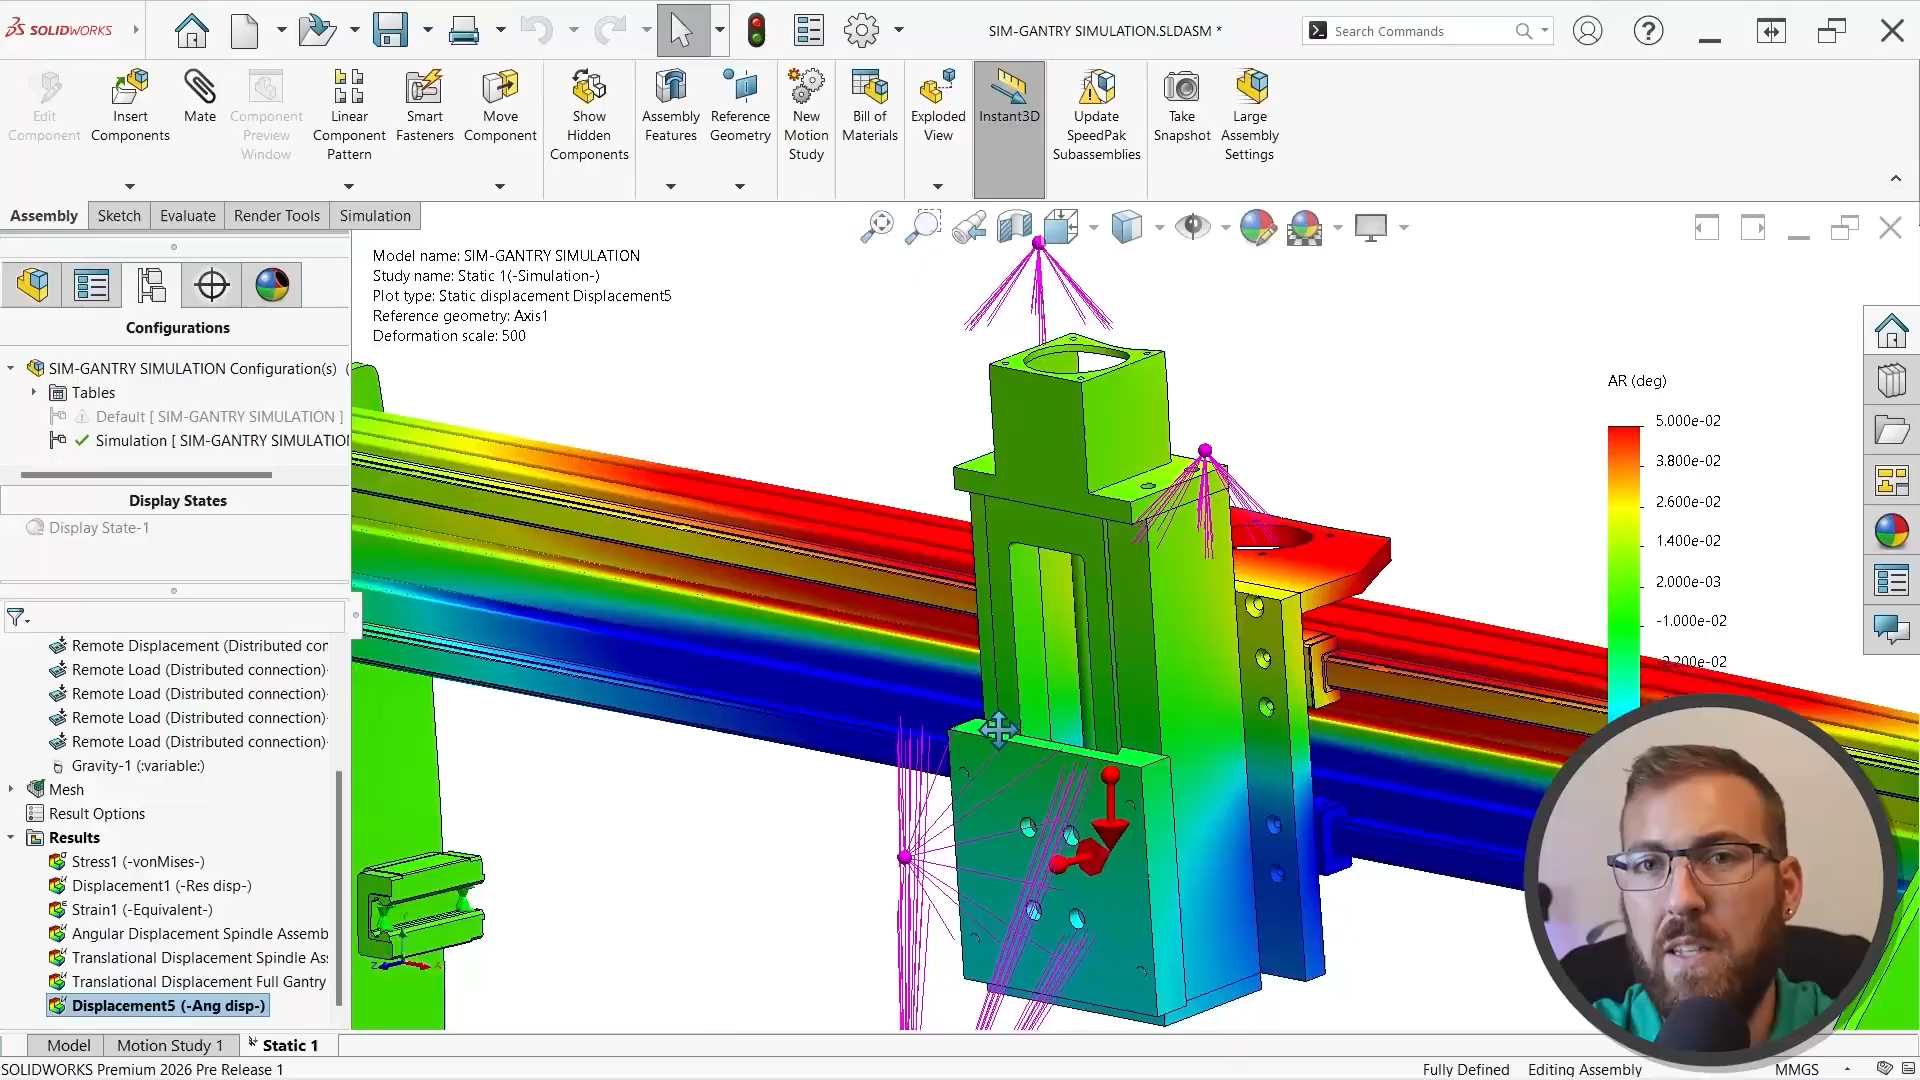 SOLIDWORKS
SIM-GANTRY SIMULATION.SLDASM *
Search Commands
Edit Component
Insert Components
Mate
Component Preview Window
Linear Component Pattern
Smart Fasteners
Move Component
Show Hidden Components
Assembly Features
Reference Geometry
New Motion Study
Bill of Materials
Exploded View
Instant3D
Update SpeedPak Subassemblies
Take Snapshot
Large Assembly Settings
Assembly
Sketch
Evaluate
Render Tools
Simulation
Configurations
SIM-GANTRY SIMULATION Configuration(s) (
Tables
Default [ SIM-GANTRY SIMULATION ]
Simulation [ SIM-GANTRY SIMULATIO
Display States
Display State-1
Remote Displacement (Distributed cor
Remote Load (Distributed connection)
Remote Load (Distributed connection)
Remote Load (Distributed connection)
Remote Load (Distributed connection)
Gravity-1 (:variable:)
Mesh
Result Options
Results
Stress1 (-vonMises-)
Displacement1 (-Res disp-)
Strain1 (-Equivalent-)
Angular Displacement Spindle Assemb
Translational Displacement Spindle As
Translational Displacement Full Gantry
Displacement5 (-Ang disp-)
Model name: SIM-GANTRY SIMULATION
Study name: Static 1(-Simulation-)
Plot type: Static displacement Displacement5
Reference geometry: Axis1
Deformation scale: 500
AR (deg)
5.000e-02
3.800e-02
2.600e-02
1.400e-02
2.000e-03
-1.000e-02
-2.200e-02
Model
Motion Study 1
Static 1
SOLIDWORKS Premium 2026 Pre Release 1
Fully Defined
Editing Assembly
MMGS